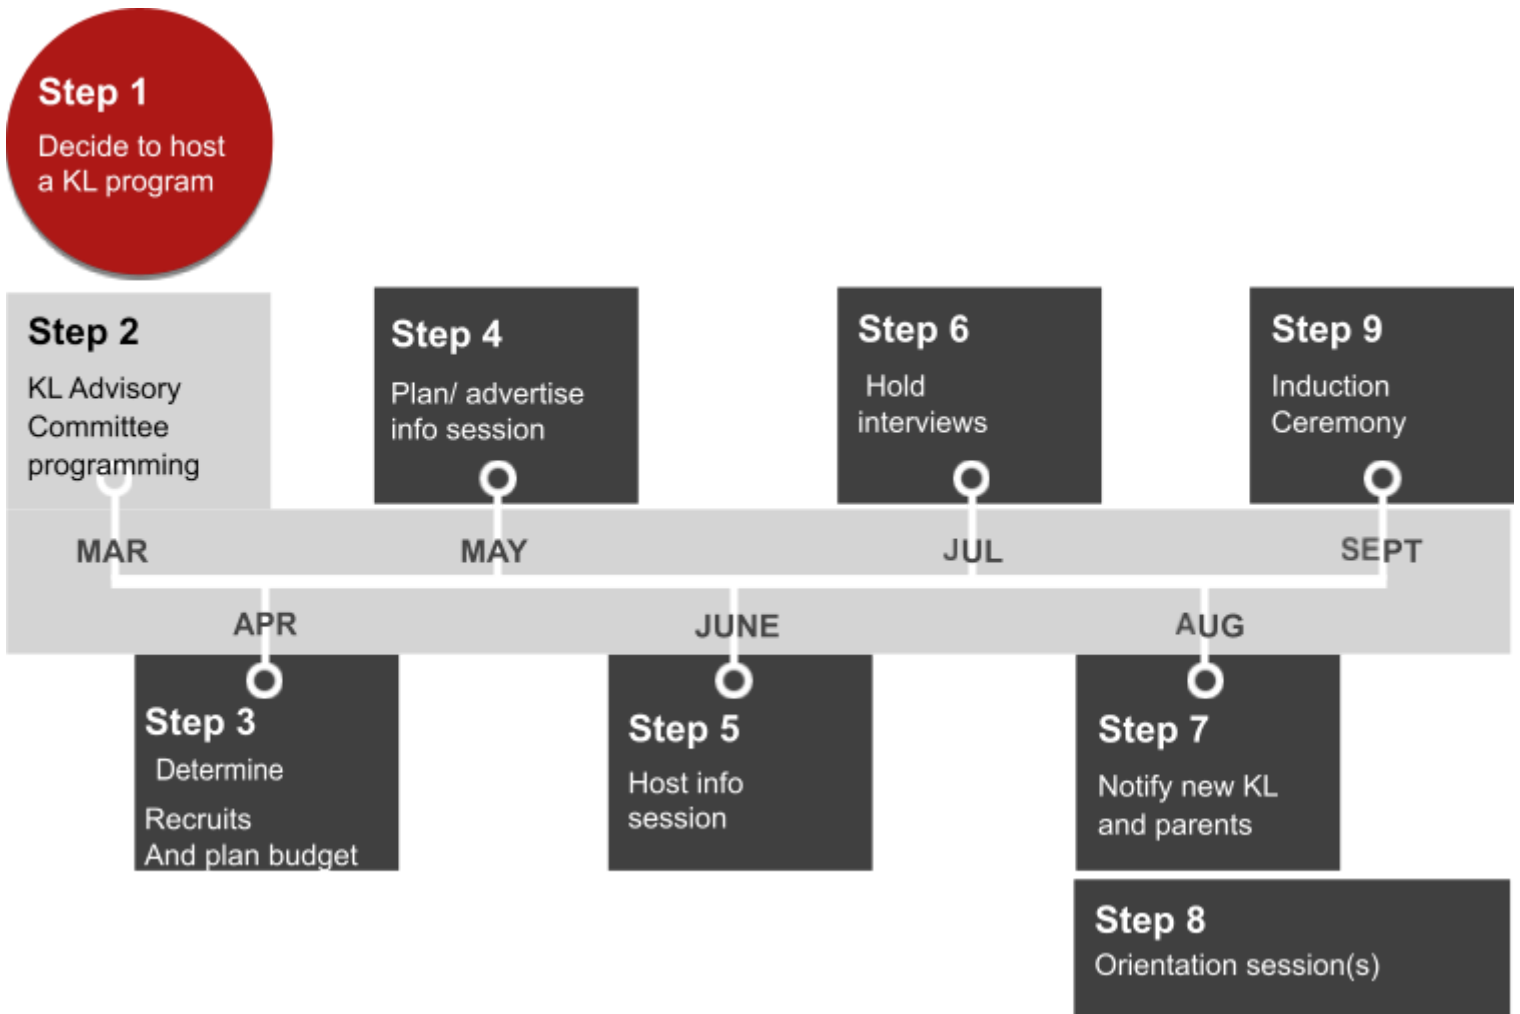 Step 1
Decide to host
a KL program
Step 2
KL Advisory
Committee
programming
Step 4
Plan/ advertise
info session
Step 6
Hold
interviews
Step 9
Induction
Ceremony
MAR
MAY
JUL
SEPT
APR
JUNE
AUG
Step 3
Determine
Recruits
And plan budget
Step 5
Host info
session
Step 7
Notify new KL
and parents
Step 8
Orientation session(s)